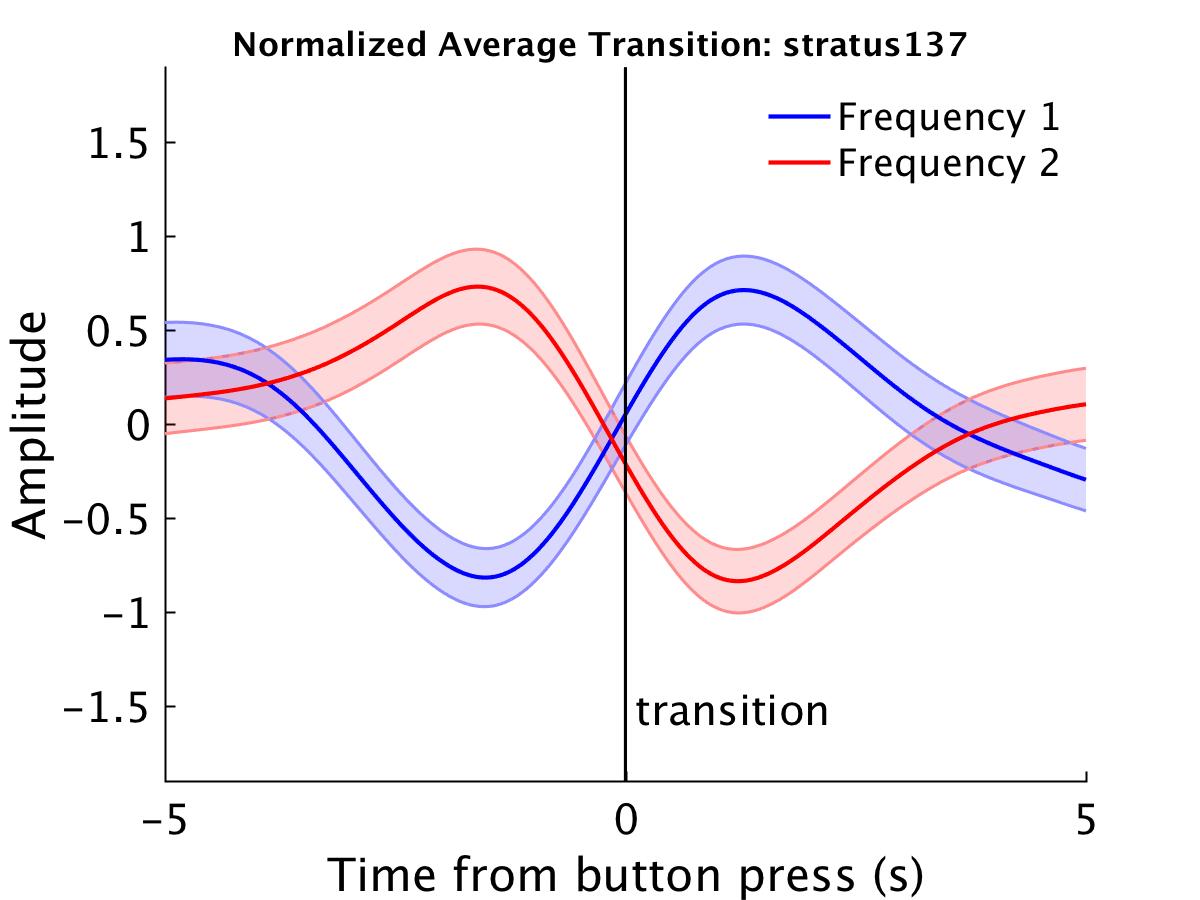 Normalized Average Transition: stratus137
Frequency 1
Frequency 2
1.5
1
0.5
0
−0.5
−1
−1.5
Amplitude
transition
−5
0
5
Time from button press (s)